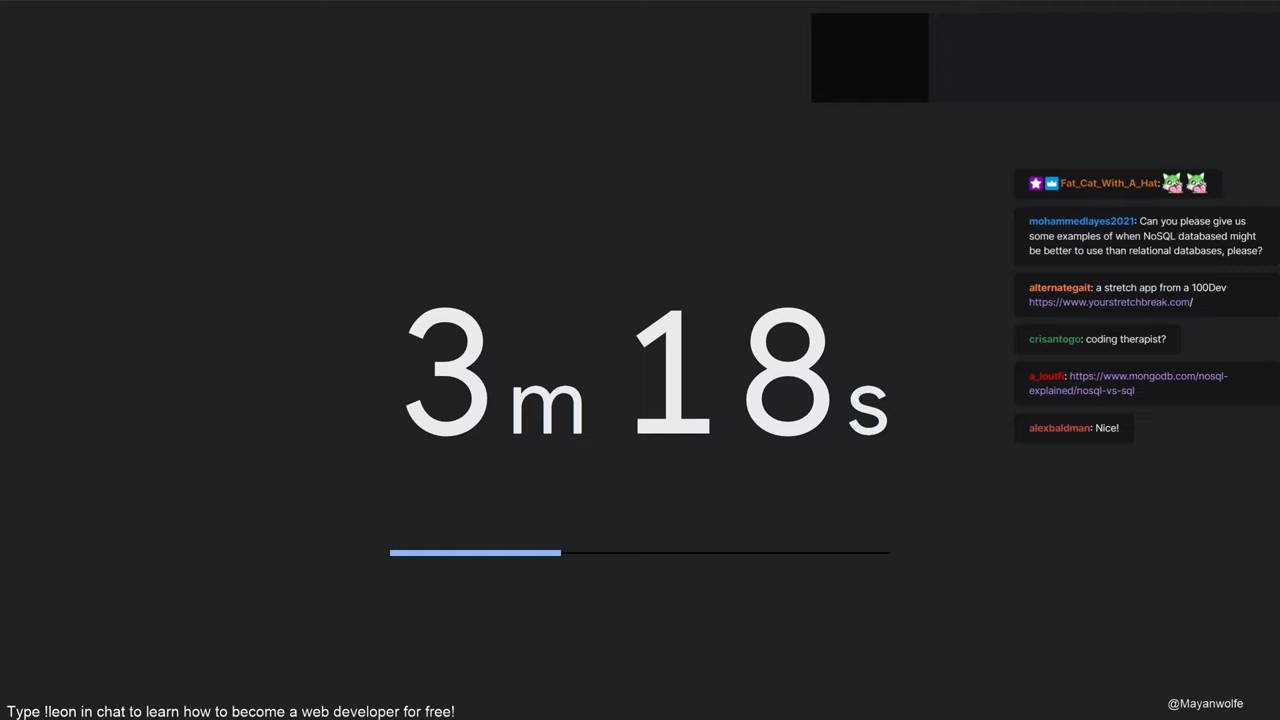 Fat_Cat_With_A_Hat:
mohammedlayes2021: Can you please give us
some examples of when NoSQL databased might
be better to use than relational databases, please?
alternategait: a stretch app from a 100Dev
https://www.yourstretchbreak.com/
crisantogo: coding therapist?
a_loutfi: https://www.mongodb.com/nosql-
explained/nosql-vs-sql
alexbaldman: Nice!
3m 18s
Type !leon in chat to learn how to become a web developer for free!
@Mayanwolfe